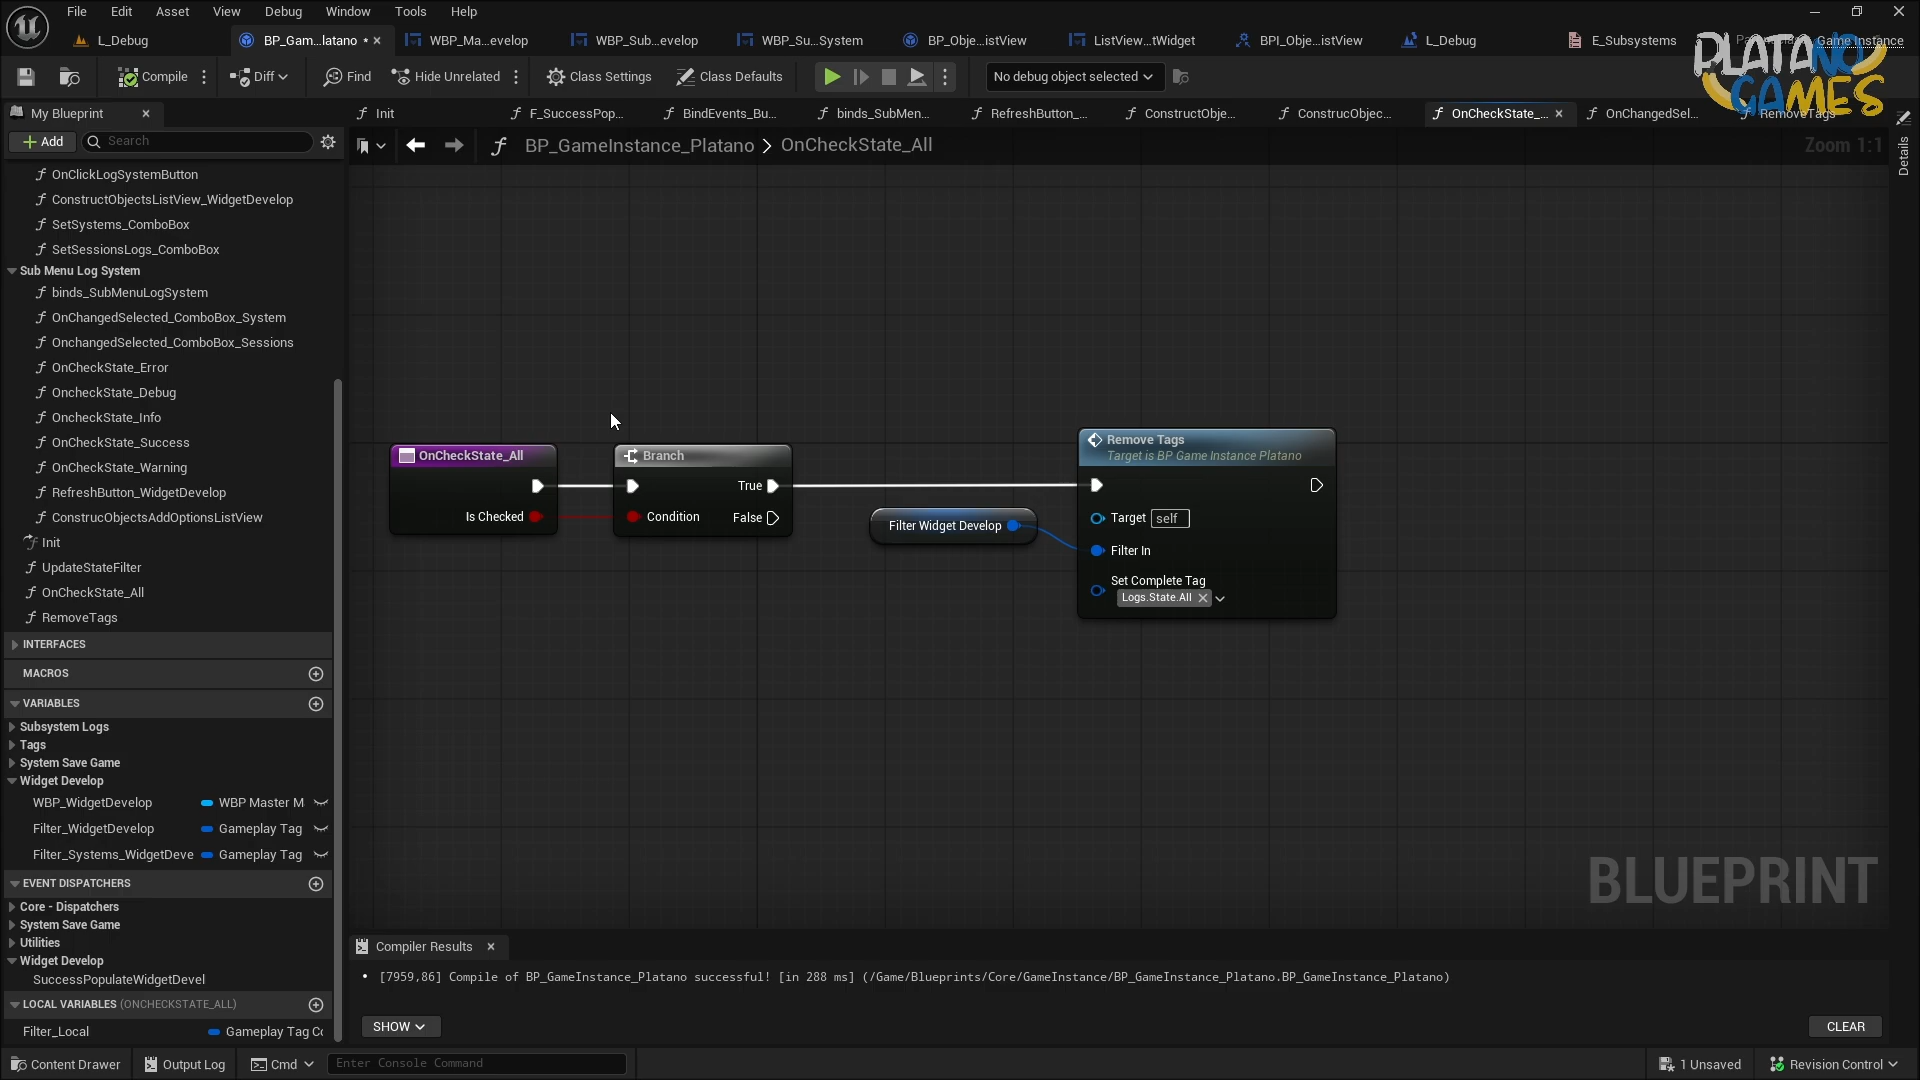 File Edit Asset View Debug Window Tools Help
L_Debug
BP_Gam...latano •
WBP_Ma...evelop
WBP_Sub...evelop
WBP_Su...System
BP_Obje...istView
ListView...tWidget
BPI_Obje...istView
L_Debug
E_Subsystems
Game Instance
PLATANO GAMES
Compile
Diff
Find
Hide Unrelated
Class Settings
Class Defaults
No debug object selected
My Blueprint
Init
F_SuccessPop...
BindEvents_Bu...
binds_SubMen...
RefreshButton_...
ConstructObje...
ConstrucObjec...
OnCheckState_...
OnChangedSel...
RemoveTags
Add
Search
BP_GameInstance_Platano > OnCheckState_All
Zoom 1:1
Details
OnClickLogSystemButton
ConstructObjectsListView_WidgetDevelop
SetSystems_ComboBox
SetSessionsLogs_ComboBox
Sub Menu Log System
binds_SubMenuLogSystem
OnChangedSelected_ComboBox_System
OnchangedSelected_ComboBox_Sessions
OnCheckState_Error
OncheckState_Debug
OncheckState_Info
OnCheckState_Success
OnCheckState_Warning
RefreshButton_WidgetDevelop
ConstrucObjectsAddOptionsListView
Init
UpdateStateFilter
OnCheckState_All
RemoveTags
INTERFACES
MACROS
VARIABLES
Subsystem Logs
Tags
System Save Game
Widget Develop
WBP_WidgetDevelop WBP Master M
Filter_WidgetDevelop Gameplay Tag
Filter_Systems_WidgetDeve Gameplay Tag
EVENT DISPATCHERS
Core - Dispatchers
System Save Game
Utilities
Widget Develop
SuccessPopulateWidgetDevel
LOCAL VARIABLES (ONCHECKSTATE_ALL)
Filter_Local Gameplay Tag Co
OnCheckState_All
Is Checked
Branch
True
Condition
False
Filter Widget Develop
Remove Tags
Target is BP Game Instance Platano
Target self
Filter In
Set Complete Tag
Logs.State.All
BLUEPRINT
Compiler Results
• [7959,86] Compile of BP_GameInstance_Platano successful! [in 288 ms] (/Game/Blueprints/Core/GameInstance/BP_GameInstance_Platano.BP_GameInstance_Platano)
SHOW
CLEAR
Content Drawer
Output Log
Cmd
Enter Console Command
1 Unsaved
Revision Control